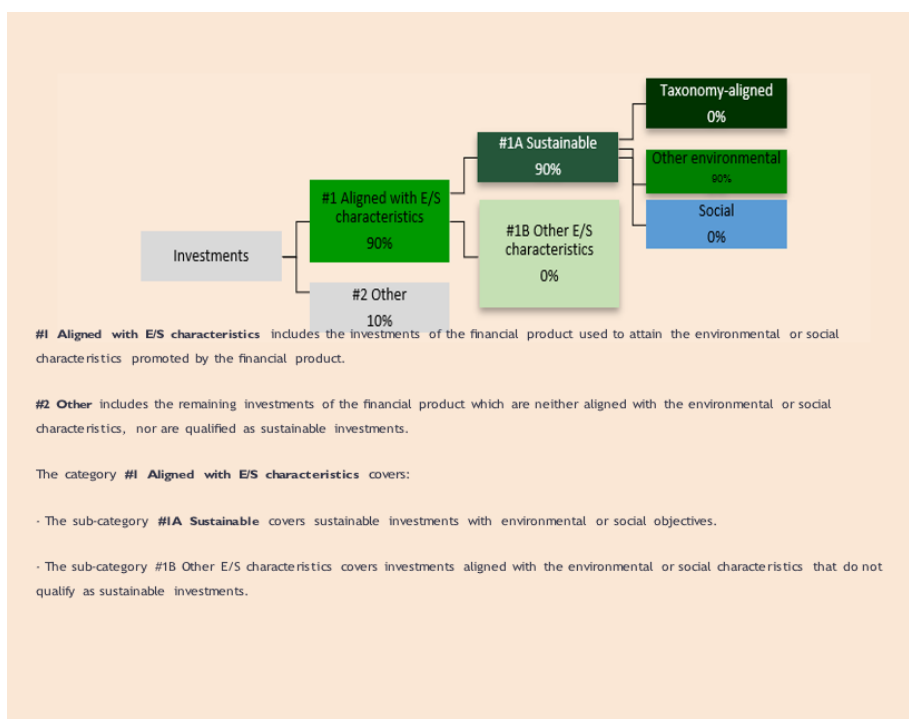 Taxonomy-aligned
0%
#1A Sustainable
90%
Other environmental
90%
#1 Aligned with E/S
characteristics
90%
Social
0%
#1B Other E/S
characteristics
0%
Investments
#2 Other
10%
#1 Aligned with E/S characteristics includes the investments of the financial product used to attain the environmental or social
characteristics promoted by the financial product.
#2 Other includes the remaining investments of the financial product which are neither aligned with the environmental or social
characteristics, nor are qualified as sustainable investments.
The category #1 Aligned with E/S characteristics covers:
· The sub-category #1A Sustainable covers sustainable investments with environmental or social objectives.
· The sub-category #1B Other E/S characteristics covers investments aligned with the environmental or social characteristics that do not
qualify as sustainable investments.